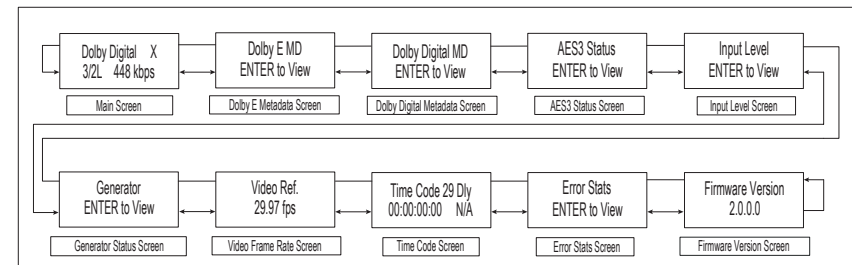 Dolby Digital X
3/2L 448 kbps
Main Screen
Dolby E MD
ENTER to View
Dolby E Metadata Screen
Dolby Digital MD
ENTER to View
Dolby Digital Metadata Screen
AES3 Status
ENTER to View
AES3 Status Screen
Input Level
ENTER to View
Input Level Screen
Generator
ENTER to View
Generator Status Screen
Video Ref.
29.97 fps
Video Frame Rate Screen
Time Code 29 Dly
00:00:00:00 N/A
Time Code Screen
Error Stats
ENTER to View
Error Stats Screen
Firmware Version
2.0.0.0
Firmware Version Screen